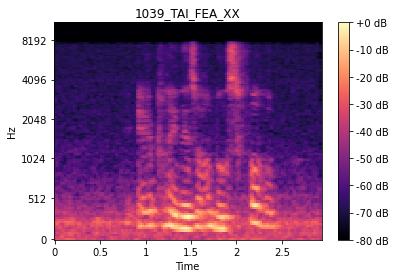 1039_TAI_FEA_XX
+0 dB
8192
-10 dB
4096
-20 dB
-30 dB
2048
Hz
-40 dB
1024
-50 dB
512
-60 dB
-70 dB
0
-80 dB
0 0.5 1 1.5 2 2.5
Time